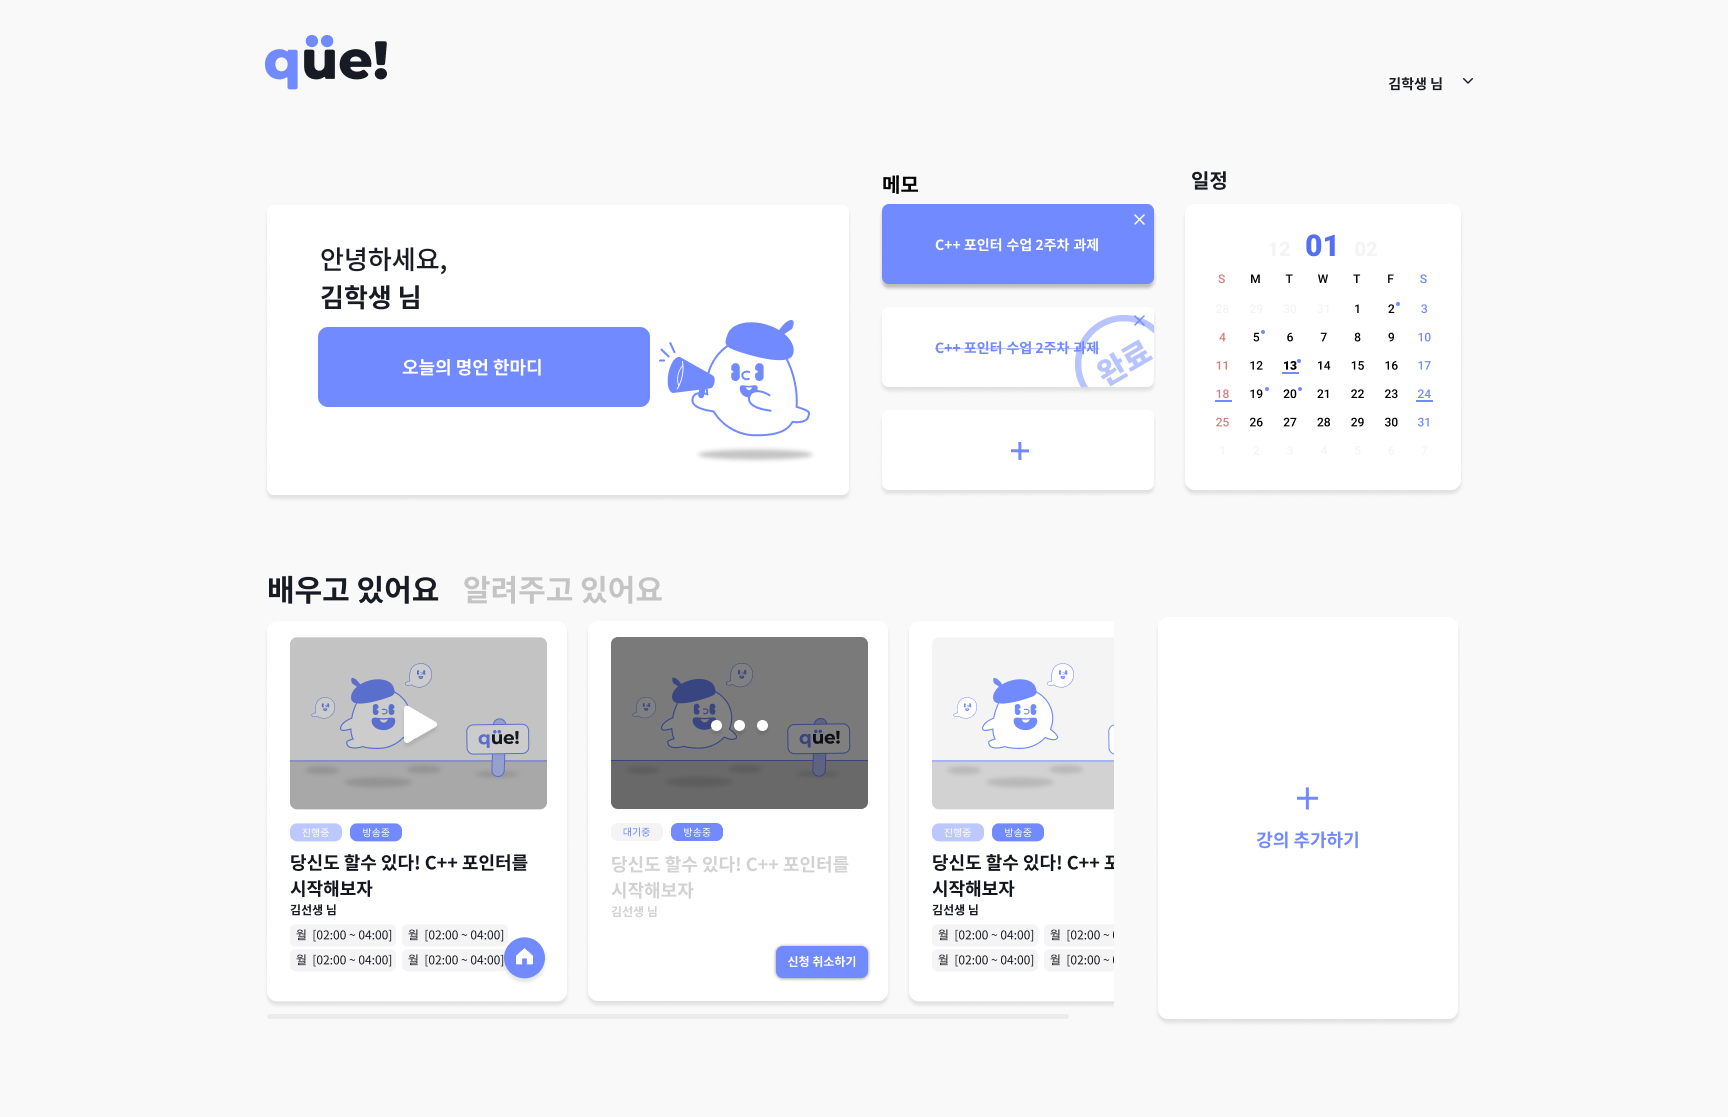 qüe!
김학생 님
안녕하세요,
김학생 님
오늘의 명언 한마디
메모
C++ 포인터 수업 2주차 과제
C++ 포인터 수업 2주차 과제
완료
일정
12 01 02
S M T W T F S
28 29 30 31 1 2 3
4 5 6 7 8 9 10
11 12 13 14 15 16 17
18 19 20 21 22 23 24
25 26 27 28 29 30 31
1 2 3 4 5 6 7
배우고 있어요 알려주고 있어요
qüe!
진행중 방송중
당신도 할수 있다! C++ 포인터를
시작해보자
김선생 님
월 [02:00 ~ 04:00] 월 [02:00 ~ 04:00]
월 [02:00 ~ 04:00] 월 [02:00 ~ 04:00]
qüe!
대기중 방송중
당신도 할수 있다! C++ 포인터를
시작해보자
김선생 님
신청 취소하기
진행중 방송중
당신도 할수 있다! C++
시작해보자
김선생 님
월 [02:00 ~ 04:00] 월 [02:00 ~
월 [02:00 ~ 04:00] 월 [02:00 ~
강의 추가하기